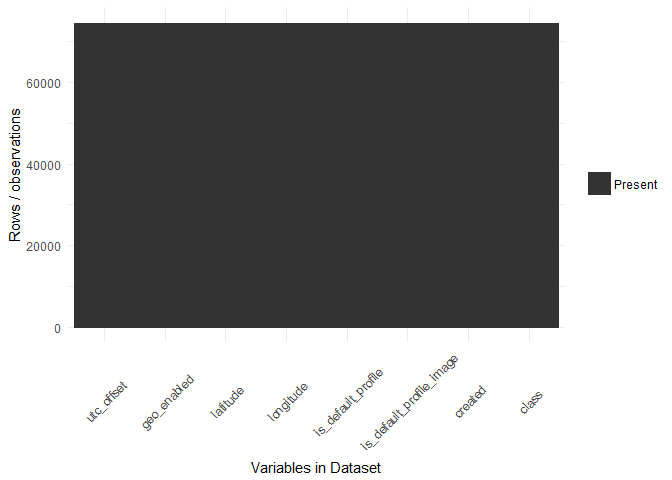 60000
40000
20000
0
Rows / observations
Present
utc_offset
geo_enabled
latitude
longitude
is_default_profile
is_default_profile_image
created
class
Variables in Dataset